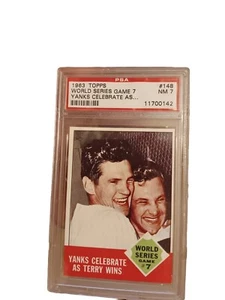 PSA
1963 TOPPS #148
WORLD SERIES GAME 7 NM 7
YANKS CELEBRATE AS...
11700142
WORLD
SERIES
GAME
#7
YANKS CELEBRATE
AS TERRY WINS